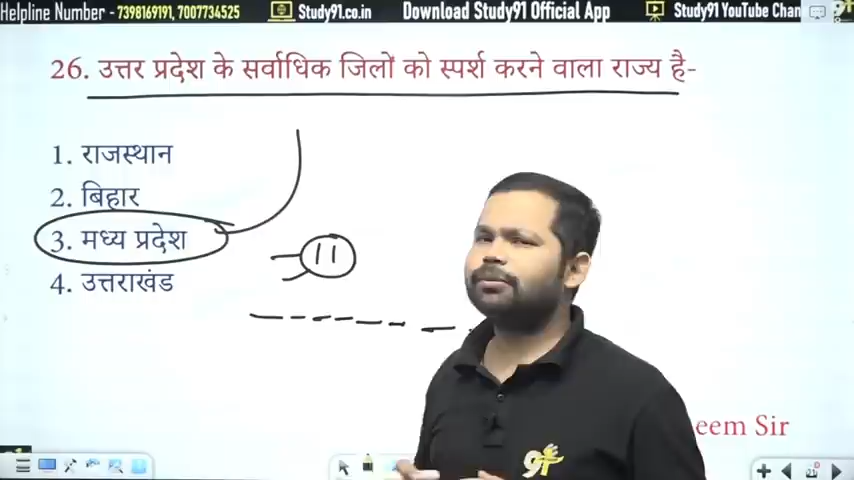 Helpline Number - 7398169191, 7007734525 Study91.co.in Download Study91 Official App Study91 YouTube Chan
26. उत्तर प्रदेश के सर्वाधिक जिलों को स्पर्श करने वाला राज्य है-
1. राजस्थान
2. बिहार
3. मध्य प्रदेश
11
4. उत्तराखंड
eem Sir